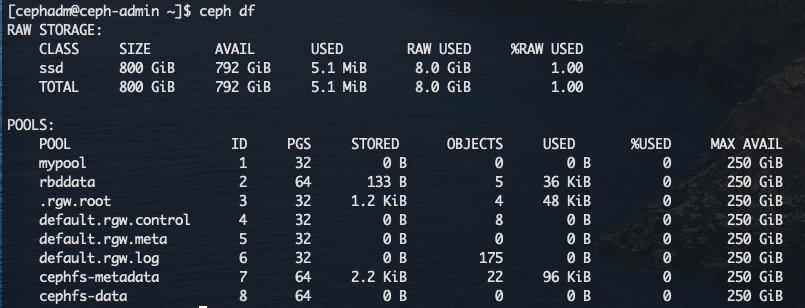 [cephadm@ceph-admin ~]$ ceph df
RAW STORAGE:
    CLASS     SIZE        AVAIL       USED        RAW USED     %RAW USED
    ssd       800 GiB     792 GiB     5.1 MiB      8.0 GiB          1.00
    TOTAL     800 GiB     792 GiB     5.1 MiB      8.0 GiB          1.00

POOLS:
    POOL                    ID     PGS     STORED      OBJECTS     USED       %USED     MAX AVAIL
    mypool                   1      32         0 B           0        0 B         0       250 GiB
    rbddata                  2      64       133 B           5     36 KiB         0       250 GiB
    .rgw.root                3      32     1.2 KiB           4     48 KiB         0       250 GiB
    default.rgw.control      4      32         0 B           8        0 B         0       250 GiB
    default.rgw.meta         5      32         0 B           0        0 B         0       250 GiB
    default.rgw.log          6      32         0 B         175        0 B         0       250 GiB
    cephfs-metadata          7      64     2.2 KiB          22     96 KiB         0       250 GiB
    cephfs-data              8      64         0 B           0        0 B         0       250 GiB